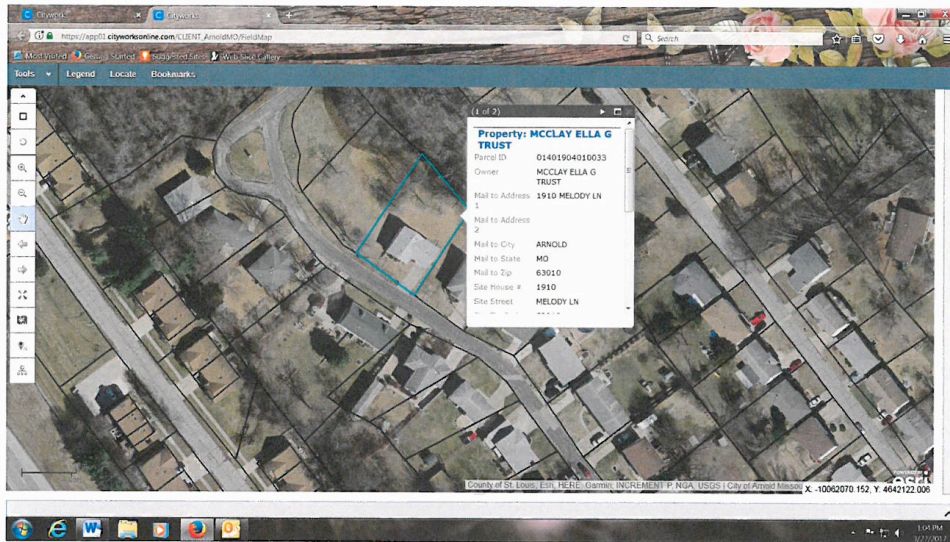 Cityworks
Cityworks
https://app01.cityworksonline.com/CLIENT_ArnoldMO/FieldMap
Search
Most Visited
Getting Started
Suggested Sites
Web Slice Gallery
Tools
Legend
Locate
Bookmarks
(1 of 2)
Property: MCCLAY ELLA G
TRUST
Parcel ID 01401904010033
Owner MCCLAY ELLA G
TRUST
Mail to Address 1910 MELODY LN
1
Mail to Address
2
Mail to City ARNOLD
Mail to State MO
Mail to Zip 63010
Site House # 1910
Site Street MELODY LN
POWERED BY
esri
County of St. Louis, Esri, HERE, Garmin, INCREMENT P, NGA, USGS | City of Arnold Missou
X: -10062070.152, Y: 4642122.006
1:04 PM